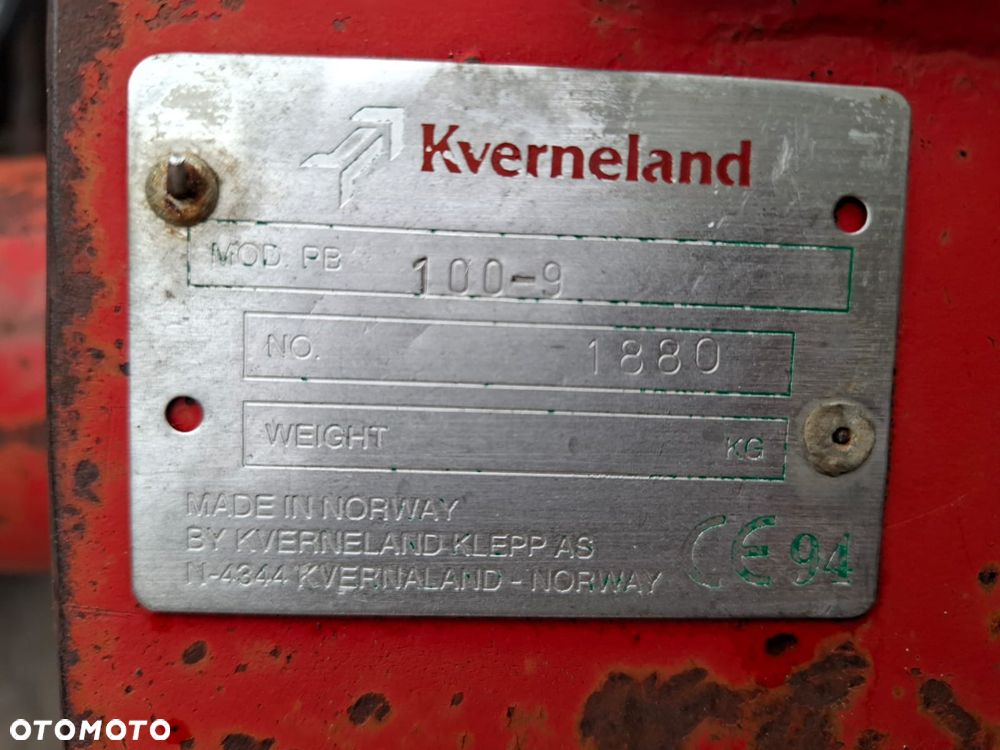 Kverneland
MOD. PB 100-9
NO. 1880
WEIGHT KG
MADE IN NORWAY
BY KVERNELAND KLEPP AS
N-4344 KVERNALAND - NORWAY
CE 94
OTOMOTO